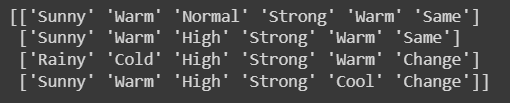 [['Sunny' 'Warm' 'Normal' 'Strong' 'Warm' 'Same']
['Sunny' 'Warm' 'High' 'Strong' 'Warm' 'Same']
['Rainy' 'Cold' 'High' 'Strong' 'Warm' 'Change']
['Sunny' 'Warm' 'High' 'Strong' 'Cool' 'Change']]